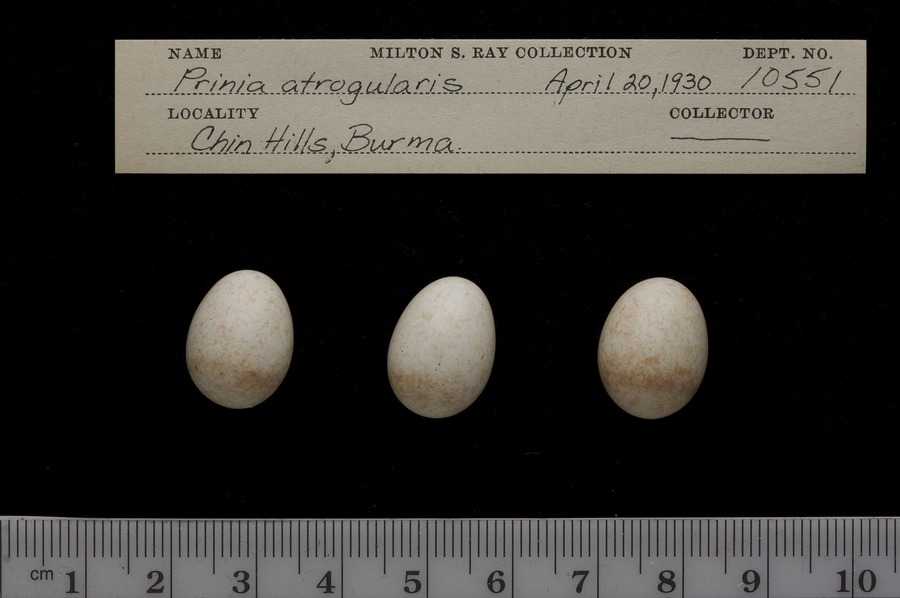 NAME MILTON S. RAY COLLECTION DEPT. NO.
Prinia atrogularis April 20, 1930 10551
LOCALITY COLLECTOR
Chin Hills, Burma.
cm 1 2 3 4 5 6 7 8 9 10